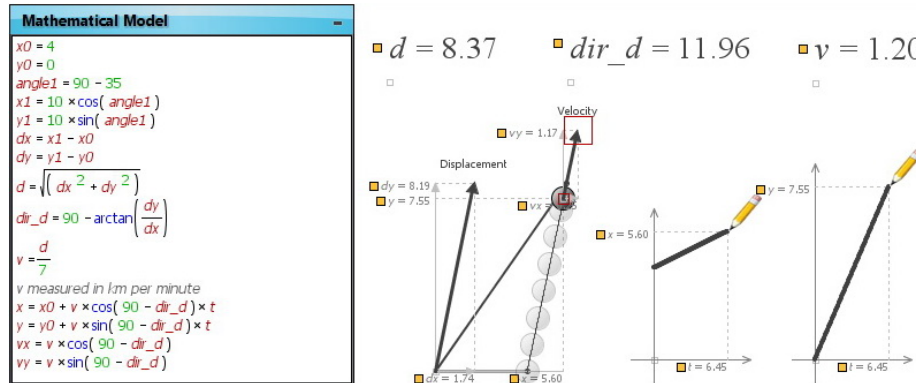 Mathematical Model
x0 = 4
y0 = 0
angle1 = 90 − 35
x1 = 10 × cos( angle1 )
y1 = 10 × sin( angle1 )
dx = x1 − x0
dy = y1 − y0
d = √( dx² + dy² )
dir_d = 90 − arctan( dy/dx )
v = d/7
v measured in km per minute
x = x0 + v × cos( 90 − dir_d ) × t
y = y0 + v × sin( 90 − dir_d ) × t
vx = v × cos( 90 − dir_d )
vy = v × sin( 90 − dir_d )
d = 8.37
dir_d = 11.96
v = 1.20
Velocity
vy = 1.17
Displacement
dy = 8.19
y = 7.55
vx =
dx = 1.74
x = 5.60
x = 5.60
t = 6.45
y = 7.55
t = 6.45